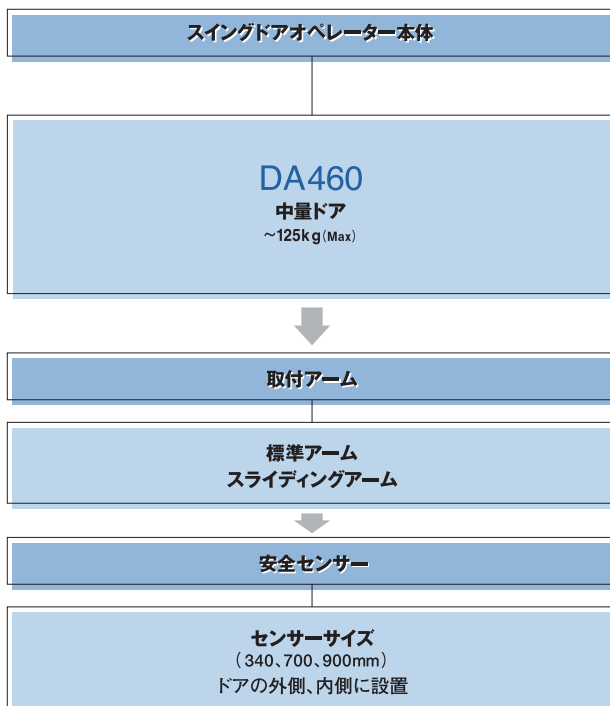 スイングドアオペレーター本体
DA460
中量ドア
~125kg(Max)
取付アーム
標準アーム
スライディングアーム
安全センサー
センサーサイズ
(340、700、900mm)
ドアの外側、内側に設置